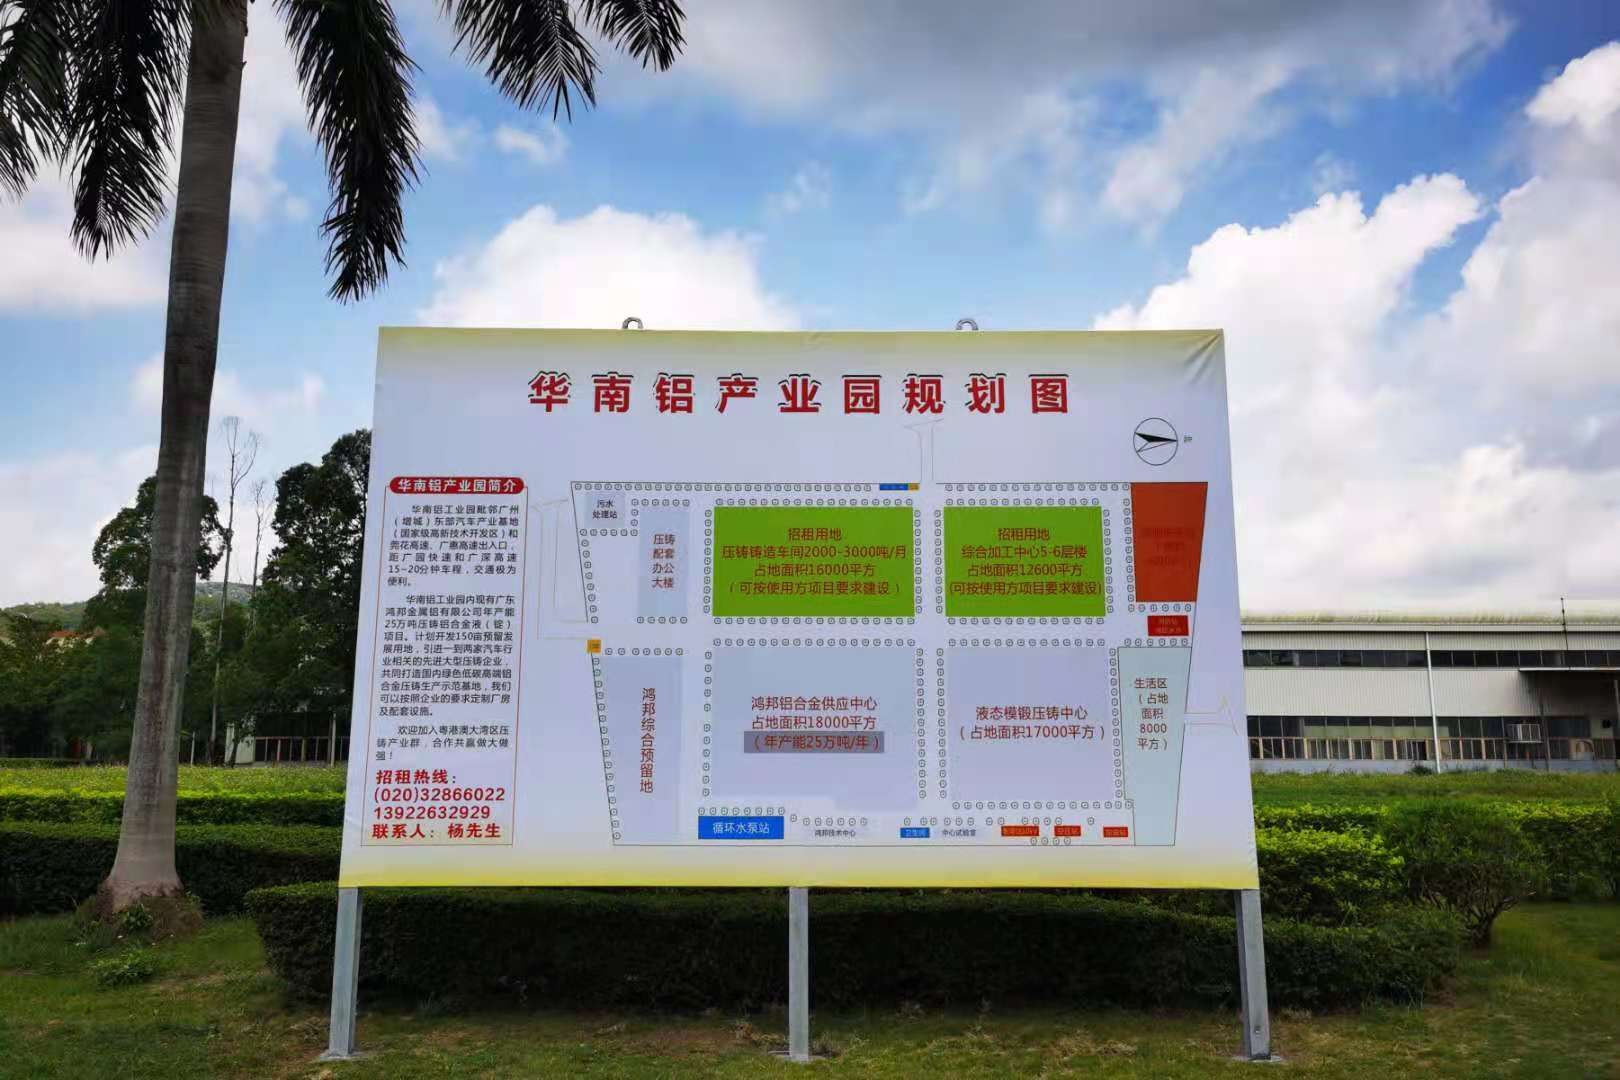 华南铝产业园规划图
华南铝产业园简介
华南铝工业园毗邻广州
（增城）东部汽车产业基地
（国家级高新技术开发区）和
莞花高速、广惠高速出入口，
距广园快速和广深高速
15-20分钟车程，交通极为
便利。
华南铝工业园内现有广东
鸿邦金属铝有限公司年产能
25万吨压铸铝合金液（锭）
项目。计划开发150亩预留发
展用地，引进一到两家汽车行
业相关的先进大型压铸企业，
共同打造国内绿色低碳高端铝
合金压铸生产示范基地，我们
可以按照企业的要求定制厂房
及配套设施。
欢迎加入粤港澳大湾区压
铸产业群，合作共赢做大做
强！
招租热线：
(020)32866022
13922632929
联系人：杨先生
污水
处理站
压铸
配套
办公
大楼
招租用地
压铸铸造车间2000-3000吨/月
占地面积16000平方
（可按使用方项目要求建设）
招租用地
综合加工中心5-6层楼
占地面积12600平方
(可按使用方项目要求建设)
鸿邦综合预留地
鸿邦铝合金供应中心
占地面积18000平方
（年产能25万吨/年）
液态模锻压铸中心
（占地面积17000平方）
生活区
（占地
面积
8000
平方）
循环水泵站
鸿邦技术中心
卫生间
中心试验室
空压站